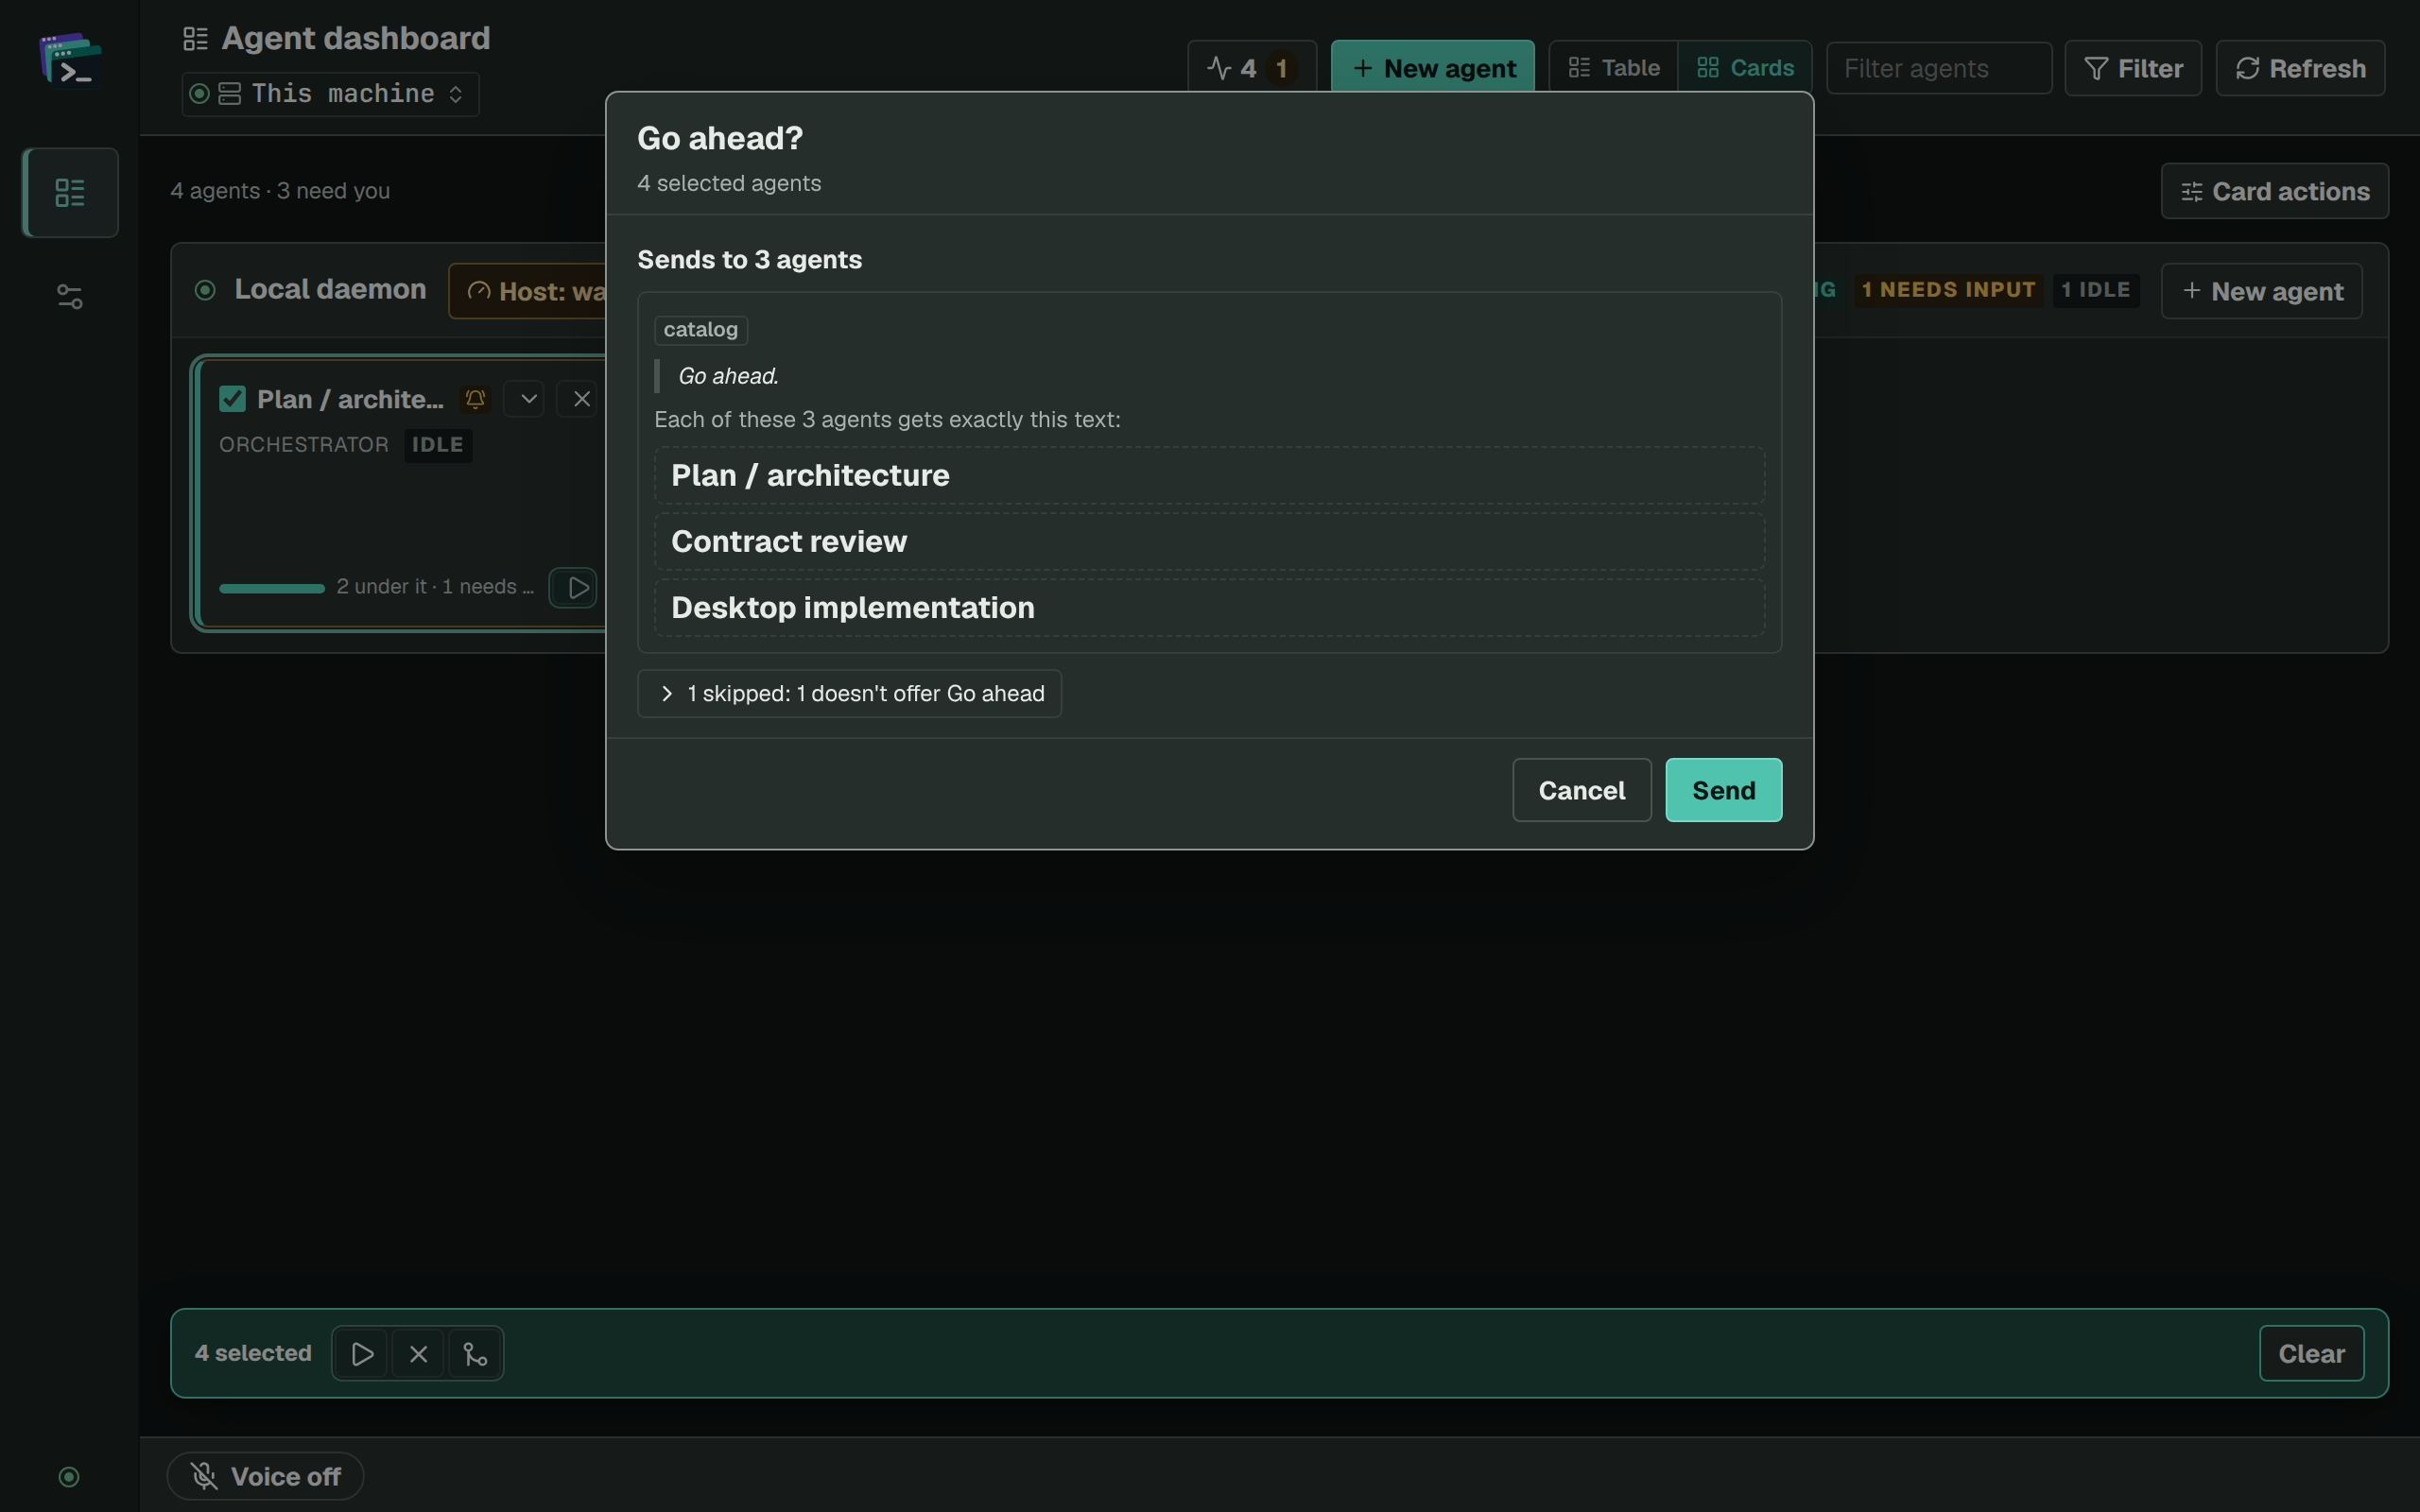 Agent dashboard
This machine
4 1
+ New agent
Table
Cards
Filter agents
Filter
Refresh
4 agents · 3 need you
Card actions
Local daemon
Host: wa
1 NEEDS INPUT
1 IDLE
+ New agent
Plan / archite...
ORCHESTRATOR
IDLE
2 under it · 1 needs ...
Go ahead?
4 selected agents
Sends to 3 agents
catalog
Go ahead.
Each of these 3 agents gets exactly this text:
Plan / architecture
Contract review
Desktop implementation
1 skipped: 1 doesn't offer Go ahead
Cancel
Send
4 selected
Clear
Voice off